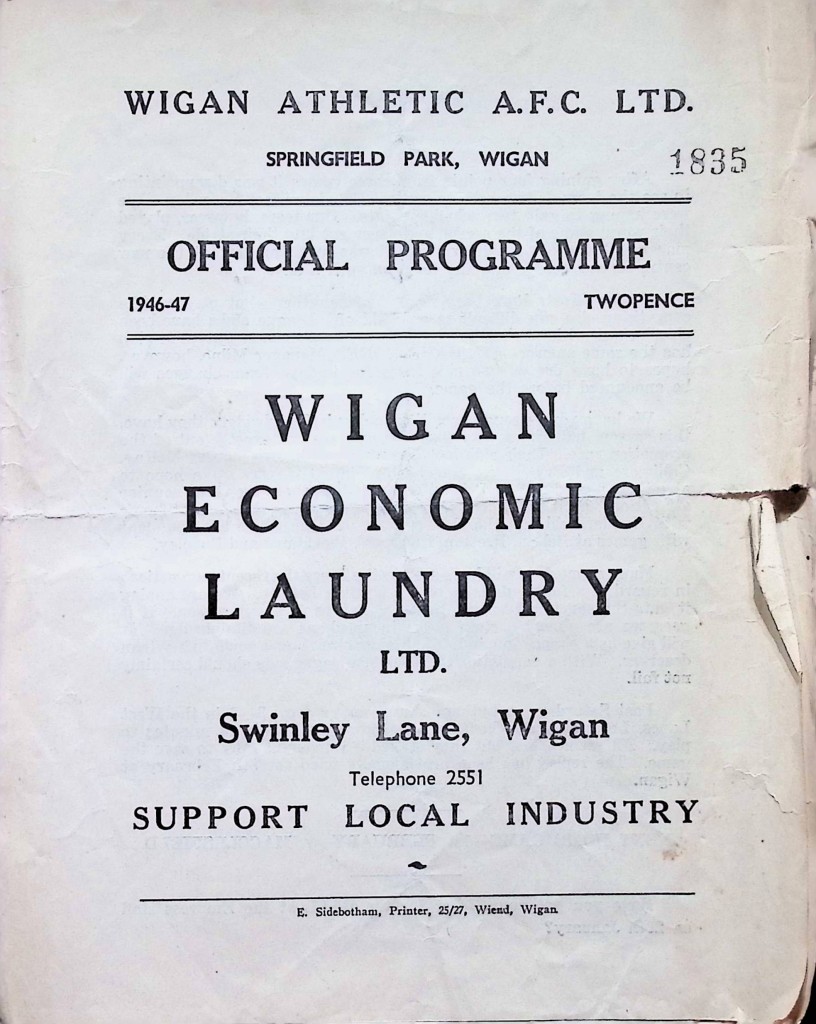 WIGAN ATHLETIC A.F.C. LTD.
SPRINGFIELD PARK, WIGAN
1835
OFFICIAL PROGRAMME
1946-47 TWOPENCE
WIGAN
ECONOMIC
LAUNDRY
LTD.
Swinley Lane, Wigan
Telephone 2551
SUPPORT LOCAL INDUSTRY
E. Sidebotham, Printer, 25/27, Wiend, Wigan.